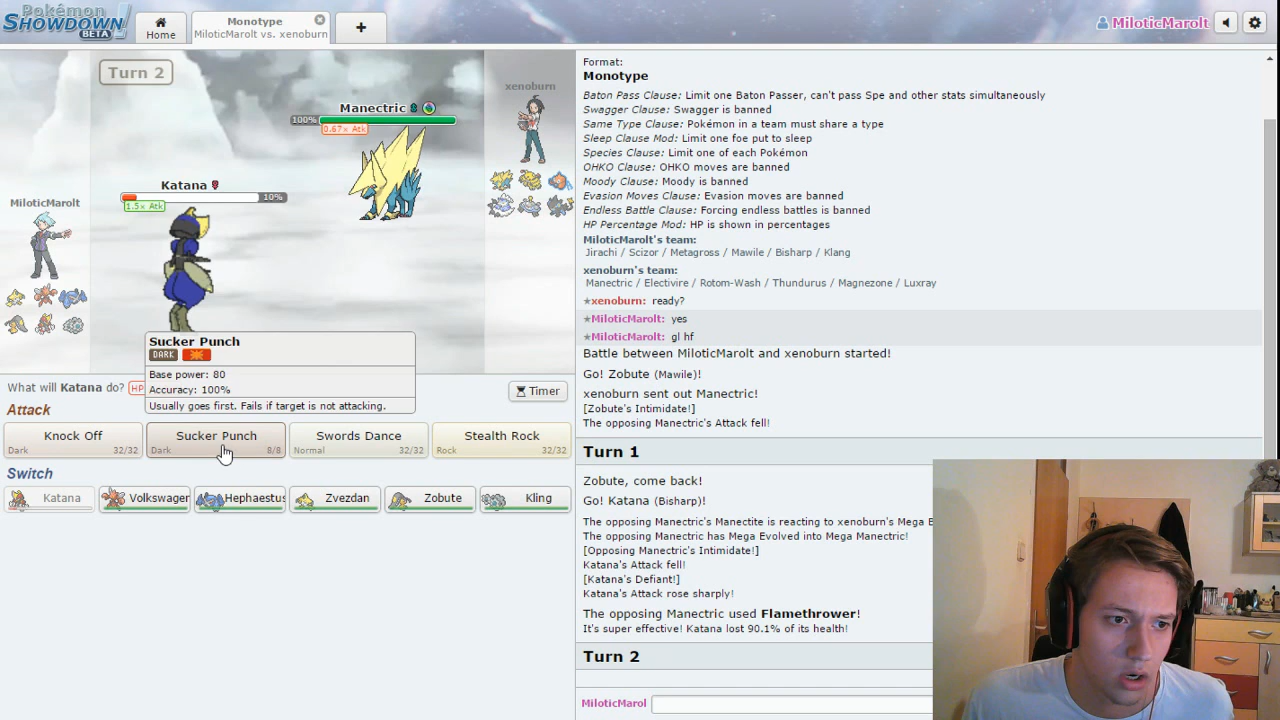 Pokémon
SHOWDOWN!
BETA
Home
Monotype
MiloticMarolt vs. xenoburn
MiloticMarolt
Turn 2
xenoburn
Manectric
100%
0.67× Atk
Katana
10%
1.5× Atk
MiloticMarolt
Sucker Punch
DARK
Base power: 80
Accuracy: 100%
Usually goes first. Fails if target is not attacking.
What will Katana do? HP
Timer
Attack
Knock Off
Dark 32/32
Sucker Punch
Dark 8/8
Swords Dance
Normal 32/32
Stealth Rock
Rock 32/32
Switch
Katana
Volkswager
Hephaestus
Zvezdan
Zobute
Kling
Format:
Monotype
Baton Pass Clause: Limit one Baton Passer, can't pass Spe and other stats simultaneously
Swagger Clause: Swagger is banned
Same Type Clause: Pokémon in a team must share a type
Sleep Clause Mod: Limit one foe put to sleep
Species Clause: Limit one of each Pokémon
OHKO Clause: OHKO moves are banned
Moody Clause: Moody is banned
Evasion Moves Clause: Evasion moves are banned
Endless Battle Clause: Forcing endless battles is banned
HP Percentage Mod: HP is shown in percentages
MiloticMarolt's team:
Jirachi / Scizor / Metagross / Mawile / Bisharp / Klang
xenoburn's team:
Manectric / Electivire / Rotom-Wash / Thundurus / Magnezone / Luxray
★xenoburn: ready?
★MiloticMarolt: yes
★MiloticMarolt: gl hf
Battle between MiloticMarolt and xenoburn started!
Go! Zobute (Mawile)!
xenoburn sent out Manectric!
[Zobute's Intimidate!]
The opposing Manectric's Attack fell!
Turn 1
Zobute, come back!
Go! Katana (Bisharp)!
The opposing Manectric's Manectite is reacting to xenoburn's Mega
The opposing Manectric has Mega Evolved into Mega Manectric!
[Opposing Manectric's Intimidate!]
Katana's Attack fell!
[Katana's Defiant!]
Katana's Attack rose sharply!
The opposing Manectric used Flamethrower!
It's super effective! Katana lost 90.1% of its health!
Turn 2
MiloticMarol